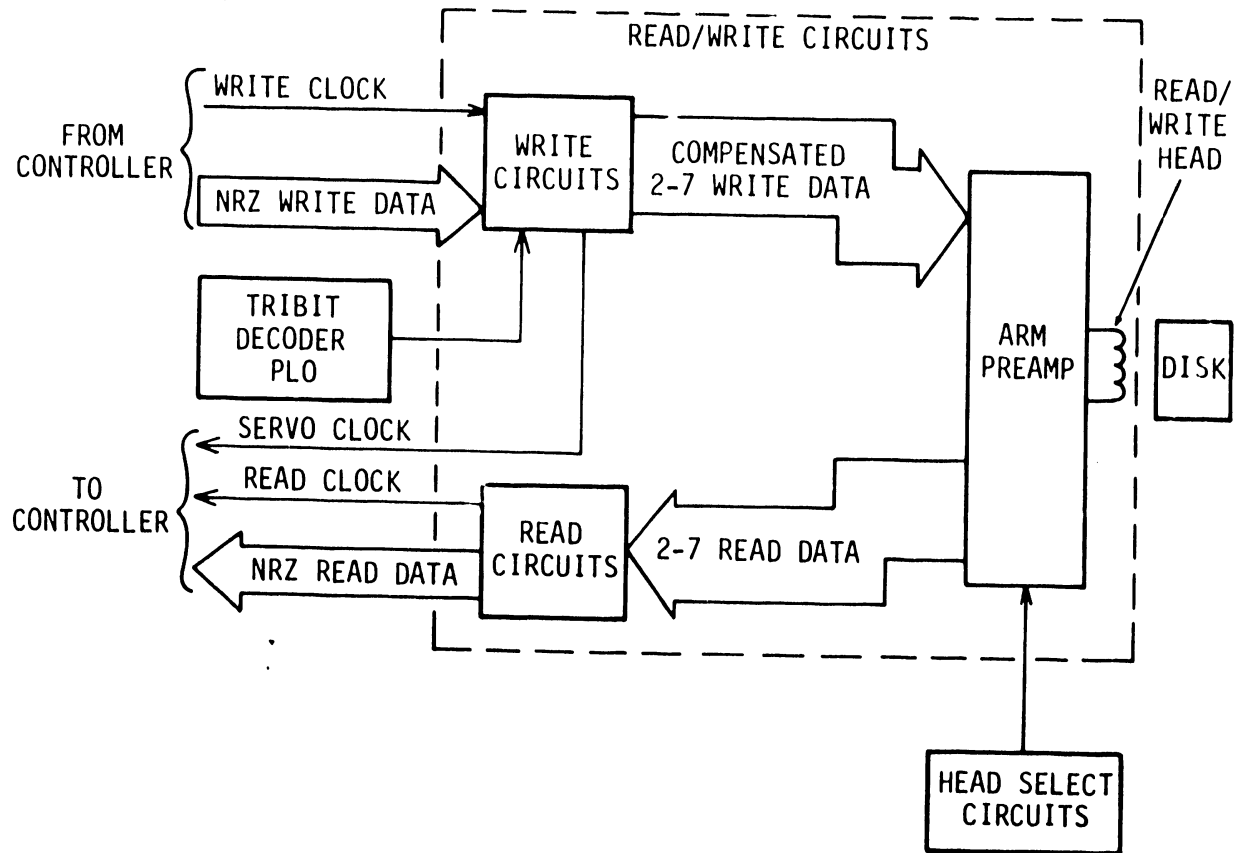 READ/WRITE CIRCUITS
WRITE CLOCK
FROM
CONTROLLER
NRZ WRITE DATA
WRITE
CIRCUITS
COMPENSATED
2-7 WRITE DATA
READ/
WRITE
HEAD
TRIBIT
DECODER
PLO
ARM
PREAMP
DISK
SERVO CLOCK
READ CLOCK
TO
CONTROLLER
NRZ READ DATA
READ
CIRCUITS
2-7 READ DATA
HEAD SELECT
CIRCUITS